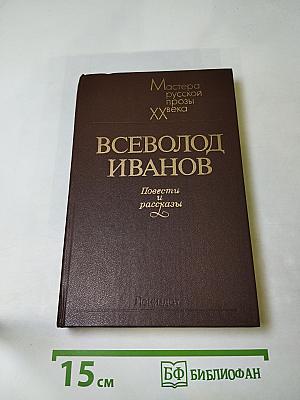 Мастера
русской
прозы
XX века
ВСЕВОЛОД
ИВАНОВ
Повести
и
рассказы
15 см
БФ БИБЛИОФАН